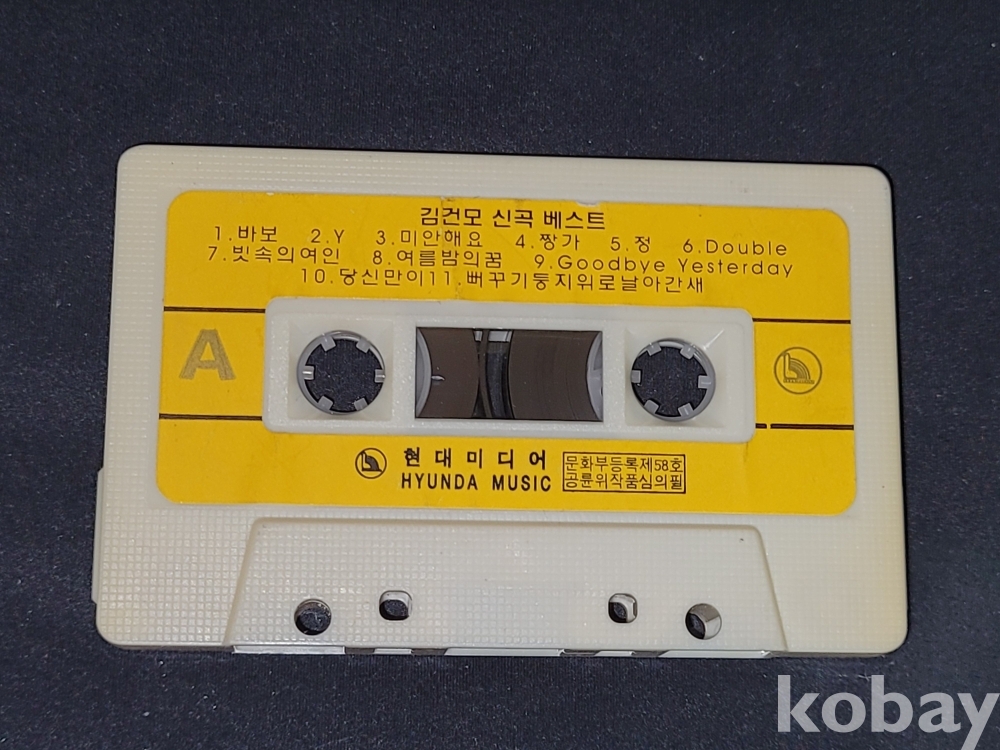 김건모 신곡 베스트
1.바보 2.Y 3.미안해요 4.짱가 5.정 6.Double
7.빗속의여인 8.여름밤의꿈 9.Goodbye Yesterday
10.당신만이11.뻐꾸기둥지위로날아간새
A
현대미디어
HYUNDA MUSIC
문화부등록제58호
공륜위작품심의필
kobay